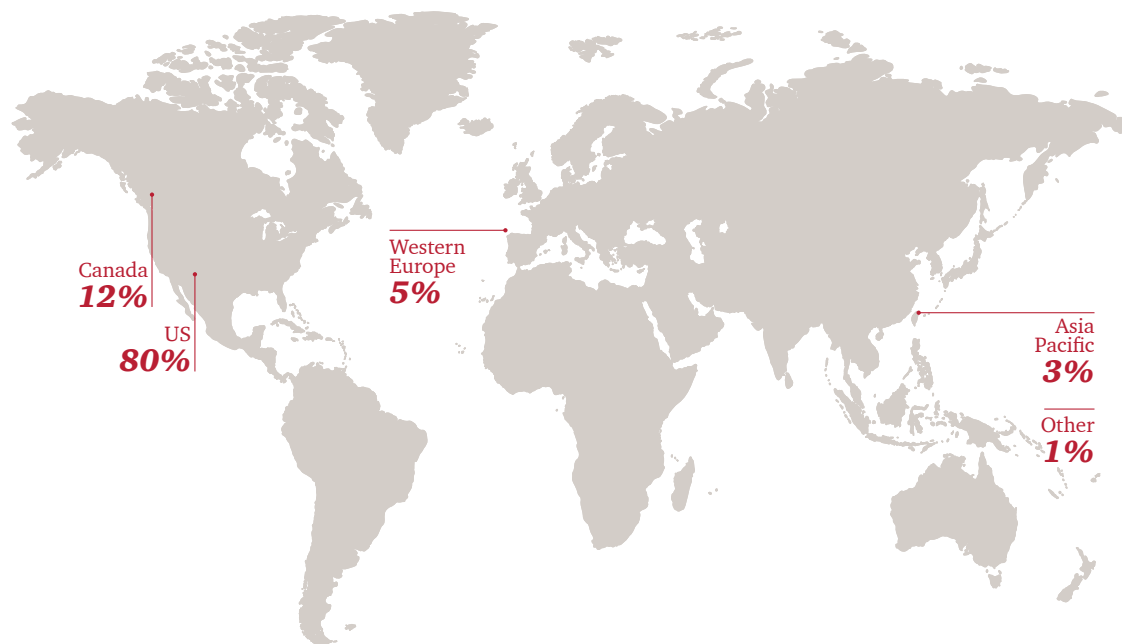 Canada
12%
US
80%
Western
Europe
5%
Asia
Pacific
3%
Other
1%